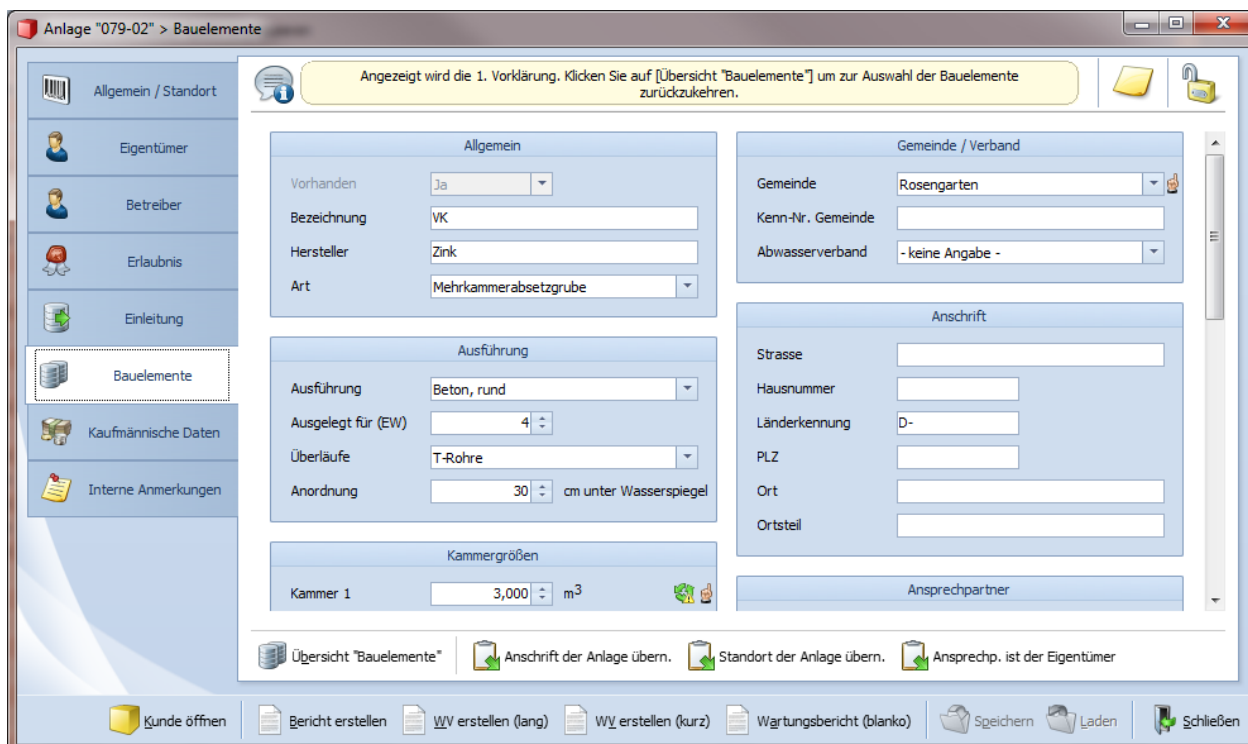 Anlage "079-02" > Bauelemente
Allgemein / Standort
Eigentümer
Betreiber
Erlaubnis
Einleitung
Bauelemente
Kaufmännische Daten
Interne Anmerkungen
Angezeigt wird die 1. Vorklärung. Klicken Sie auf [Übersicht "Bauelemente"] um zur Auswahl der Bauelemente
zurückzukehren.
Allgemein
Vorhanden Ja
Bezeichnung VK
Hersteller Zink
Art Mehrkammerabsetzgrube
Ausführung
Ausführung Beton, rund
Ausgelegt für (EW) 4
Überläufe T-Rohre
Anordnung 30 cm unter Wasserspiegel
Kammergrößen
Kammer 1 3,000 m³
Gemeinde / Verband
Gemeinde Rosengarten
Kenn-Nr. Gemeinde
Abwasserverband - keine Angabe -
Anschrift
Strasse
Hausnummer
Länderkennung D-
PLZ
Ort
Ortsteil
Ansprechpartner
Übersicht "Bauelemente" Anschrift der Anlage übern. Standort der Anlage übern. Ansprechp. ist der Eigentümer
Kunde öffnen Bericht erstellen WV erstellen (lang) WV erstellen (kurz) Wartungsbericht (blanko) Speichern Laden Schließen